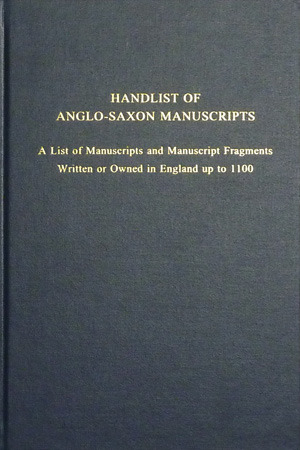 HANDLIST OF
ANGLO-SAXON MANUSCRIPTS
A List of Manuscripts and Manuscript Fragments
Written or Owned in England up to 1100